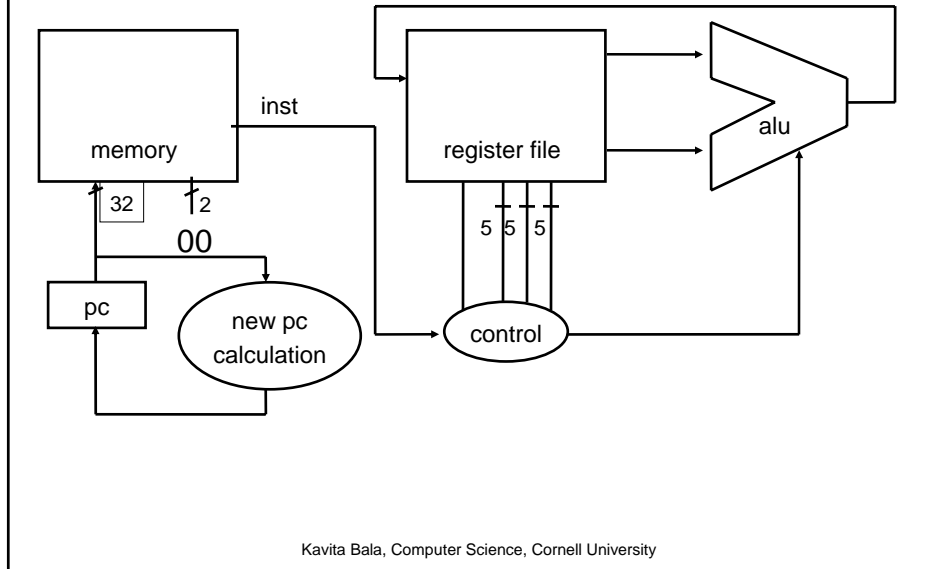 inst
memory
register file
alu
32
2
5 5 5
00
pc
new pc
calculation
control
Kavita Bala, Computer Science, Cornell University